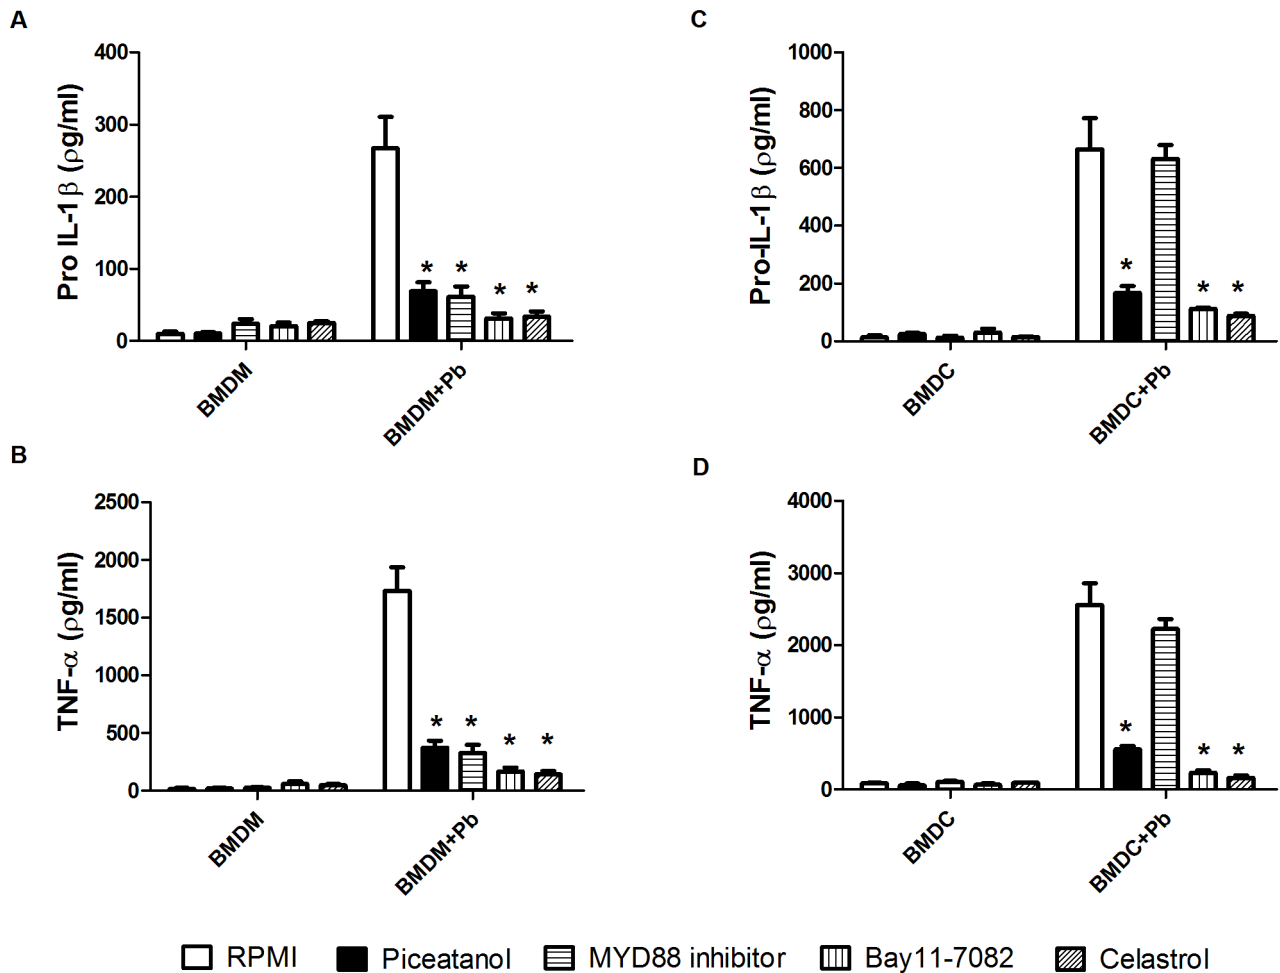 A
Pro IL-1β (ρg/ml)
400
300
200
100
0
* * * *
BMDM
BMDM+Pb
C
Pro-IL-1β (ρg/ml)
1000
800
600
400
200
0
* * *
BMDC
BMDC+Pb
B
TNF-α (ρg/ml)
2500
2000
1500
1000
500
0
* * * *
BMDM
BMDM+Pb
D
TNF-α (ρg/ml)
4000
3000
2000
1000
0
* * *
BMDC
BMDC+Pb
RPMI Piceatanol MYD88 inhibitor Bay11-7082 Celastrol